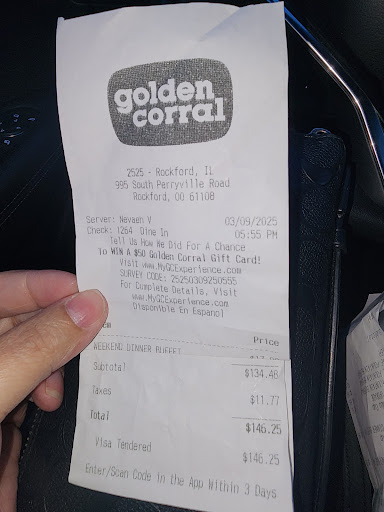 golden
corral
2525 - Rockford, IL
995 South Perryville Road
Rockford, OO 61108
Server: Nevaeh V 03/09/2025
Check: 1264 Dine In 05:55 PM
Tell Us How We Did For A Chance
To WIN A $50 Golden Corral Gift Card!
Visit www.MyGCExperience.com
SURVEY CODE: 25250309250555
For Complete Details, Visit
www.MyGCExperience.com
Disponible En Espanol
Price
WEEKEND DINNER BUFFET
Subtotal $134.48
Taxes $11.77
Total $146.25
Visa Tendered $146.25
Enter/Scan Code in the App Within 3 Days